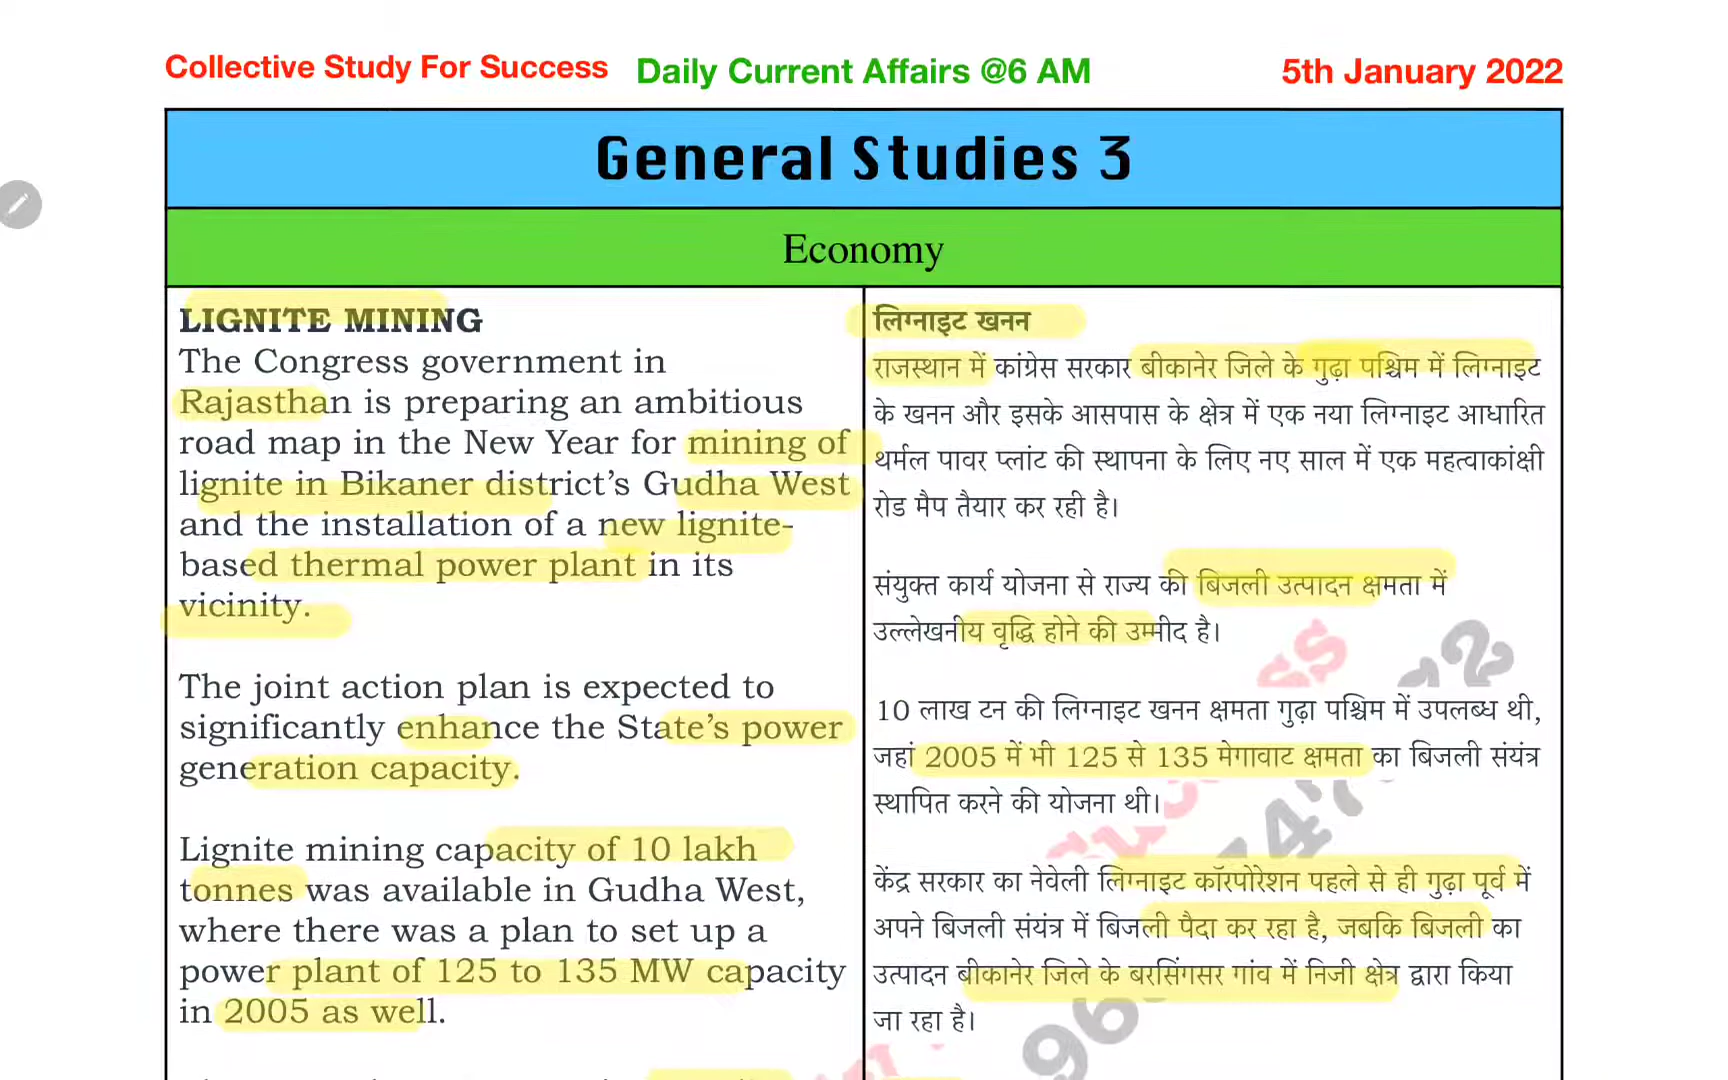 Collective Study For Success Daily Current Affairs @6 AM 5th January 2022
General Studies 3
Economy
LIGNITE MINING
The Congress government in
Rajasthan is preparing an ambitious
road map in the New Year for mining of
lignite in Bikaner district’s Gudha West
and the installation of a new lignite-
based thermal power plant in its
vicinity.
The joint action plan is expected to
significantly enhance the State’s power
generation capacity.
Lignite mining capacity of 10 lakh
tonnes was available in Gudha West,
where there was a plan to set up a
power plant of 125 to 135 MW capacity
in 2005 as well.
लिग्नाइट खनन
राजस्थान में कांग्रेस सरकार बीकानेर जिले के गुढ़ा पश्चिम में लिग्नाइट
के खनन और इसके आसपास के क्षेत्र में एक नया लिग्नाइट आधारित
थर्मल पावर प्लांट की स्थापना के लिए नए साल में एक महत्वाकांक्षी
रोड मैप तैयार कर रही है।
संयुक्त कार्य योजना से राज्य की बिजली उत्पादन क्षमता में
उल्लेखनीय वृद्धि होने की उम्मीद है।
10 लाख टन की लिग्नाइट खनन क्षमता गुढ़ा पश्चिम में उपलब्ध थी,
जहां 2005 में भी 125 से 135 मेगावाट क्षमता का बिजली संयंत्र
स्थापित करने की योजना थी।
केंद्र सरकार का नेवेली लिग्नाइट कॉरपोरेशन पहले से ही गुढ़ा पूर्व में
अपने बिजली संयंत्र में बिजली पैदा कर रहा है, जबकि बिजली का
उत्पादन बीकानेर जिले के बरसिंगसर गांव में निजी क्षेत्र द्वारा किया
जा रहा है।